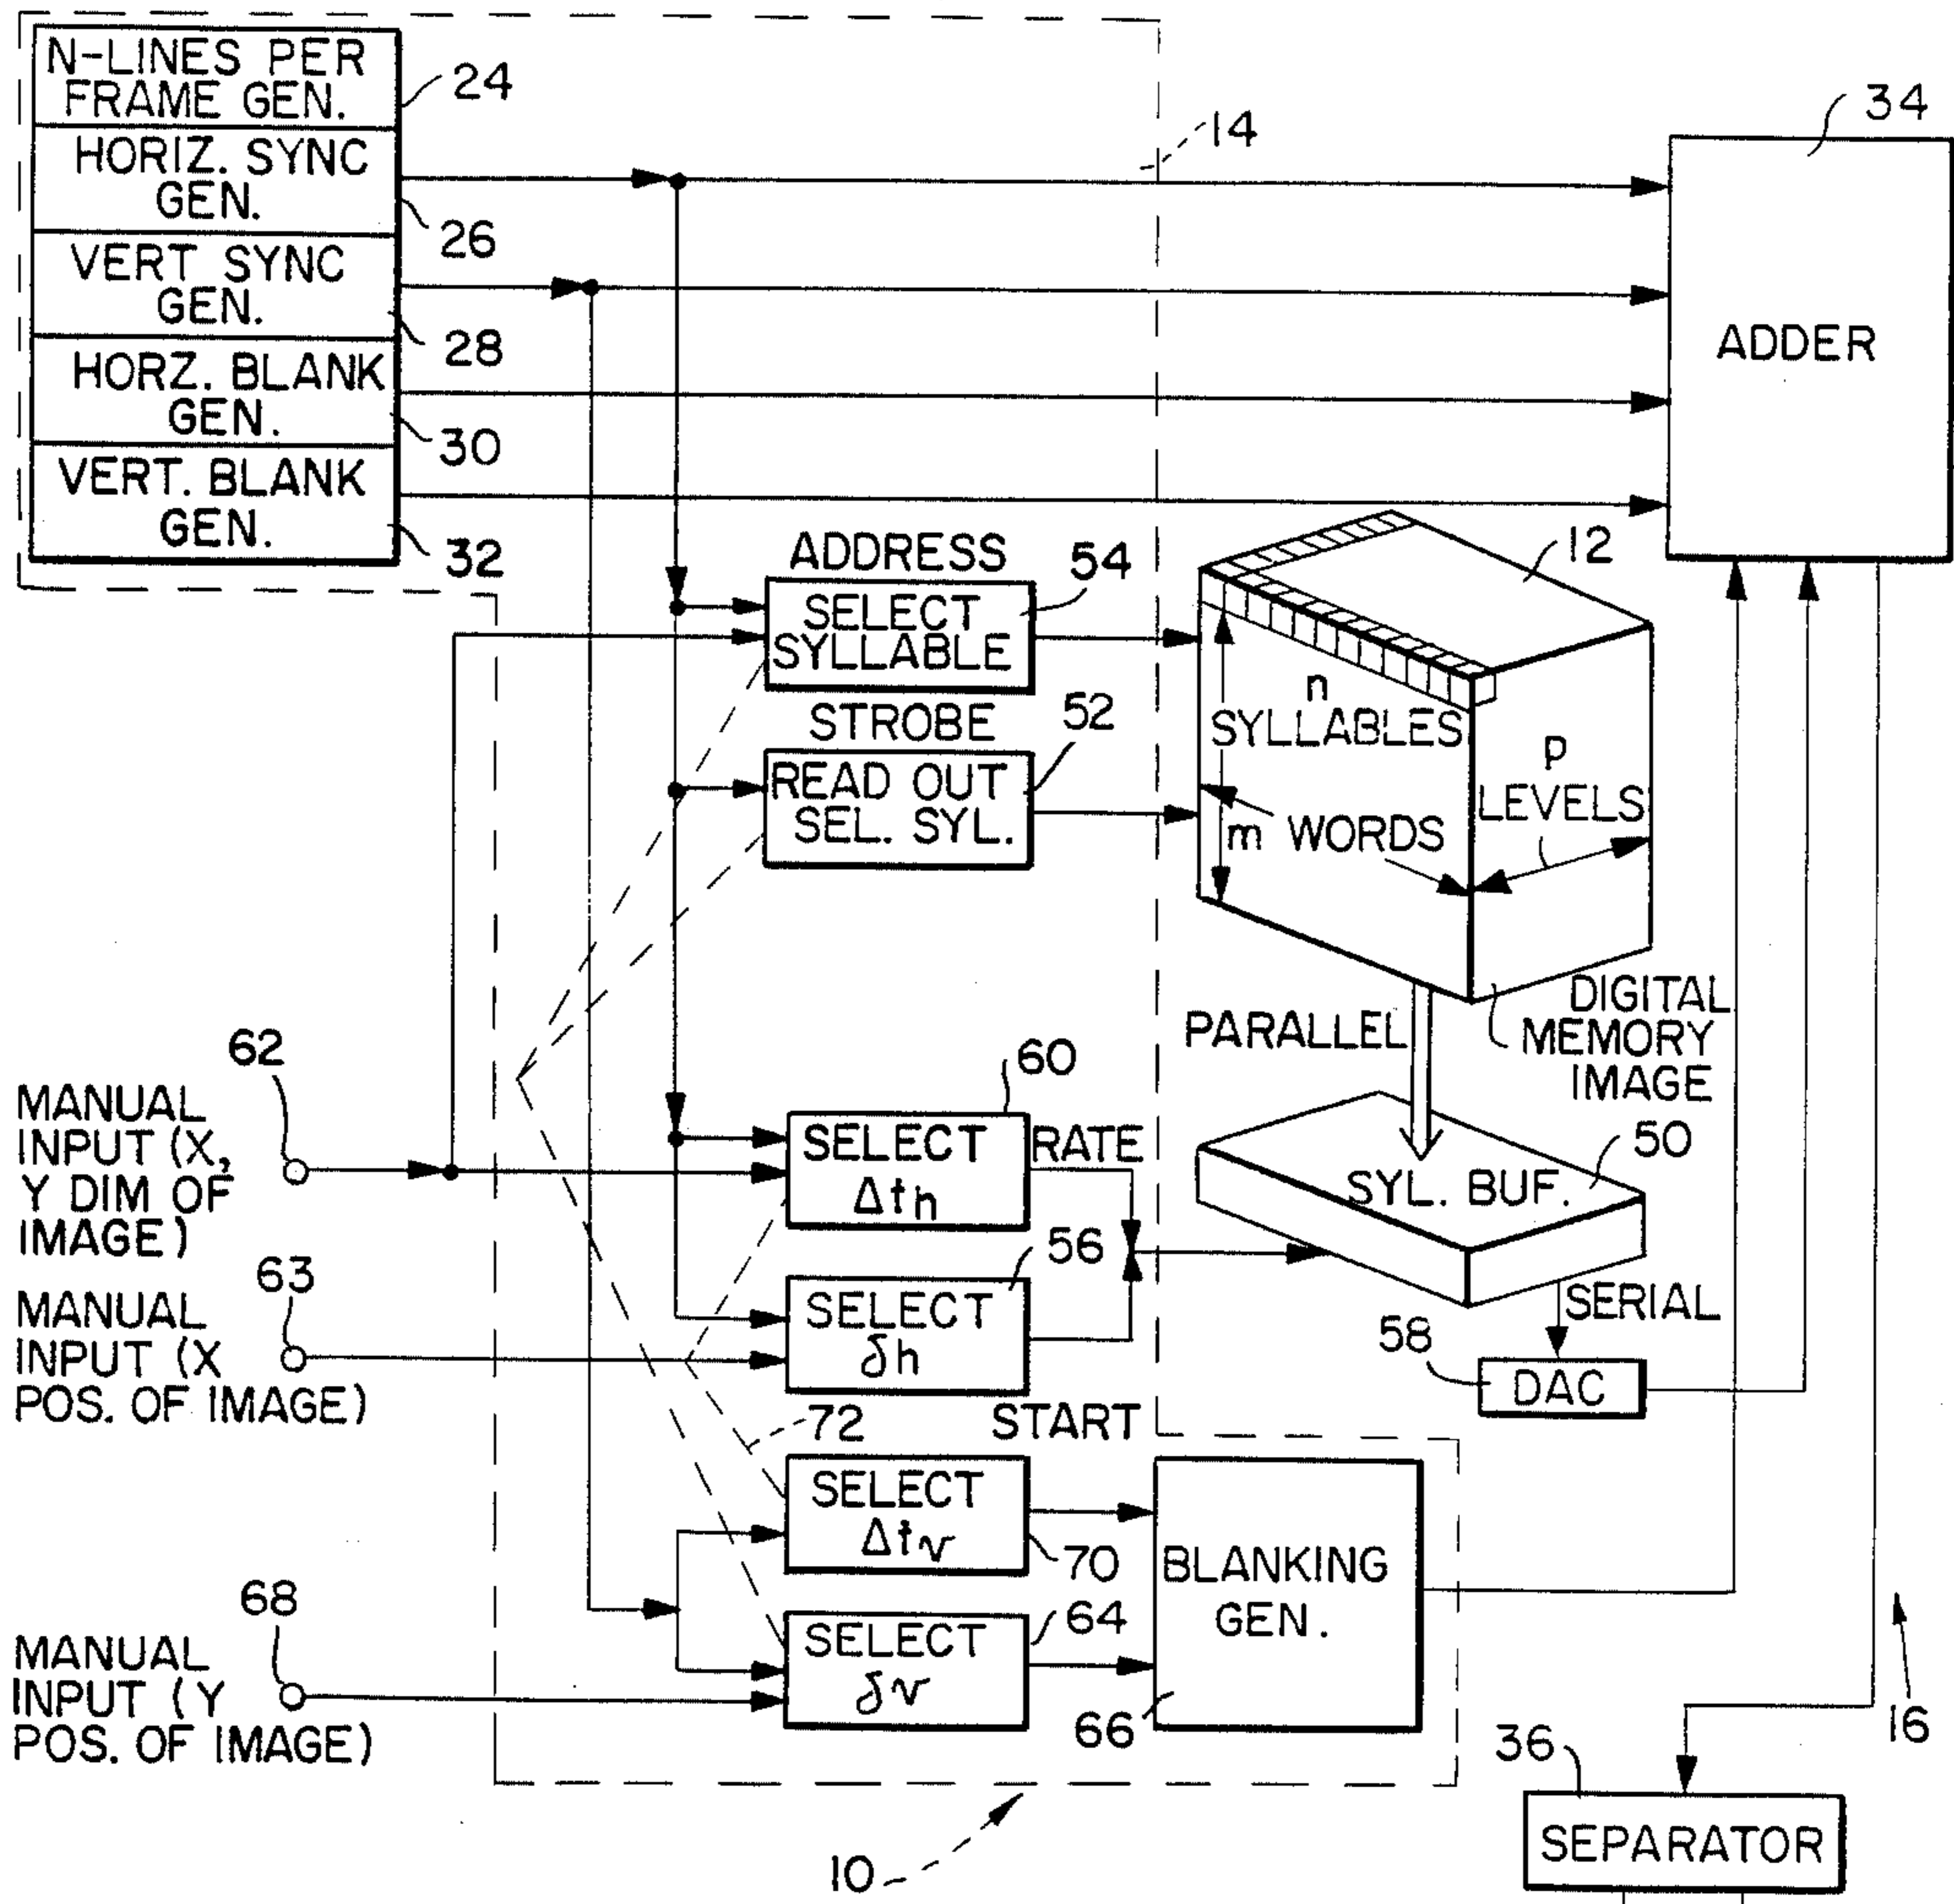 N-LINES PER
FRAME GEN.
24
HORIZ. SYNC
GEN.
26
VERT SYNC
GEN.
28
HORZ. BLANK
GEN.
30
VERT. BLANK
GEN.
32
14
34
ADDER
ADDRESS
54
SELECT
SYLLABLE
STROBE
52
READ OUT
SEL. SYL.
12
n
SYLLABLES
p
LEVELS
m WORDS
DIGITAL
MEMORY
IMAGE
PARALLEL
50
SYL. BUF.
SERIAL
58
DAC
62
MANUAL
INPUT (X,
Y DIM OF
IMAGE)
60
SELECT
Δth
RATE
63
MANUAL
INPUT (X
POS. OF IMAGE)
56
SELECT
δh
START
72
SELECT
Δtv
70
68
MANUAL
INPUT (Y
POS. OF IMAGE)
64
SELECT
δv
BLANKING
GEN.
66
16
36
SEPARATOR
10